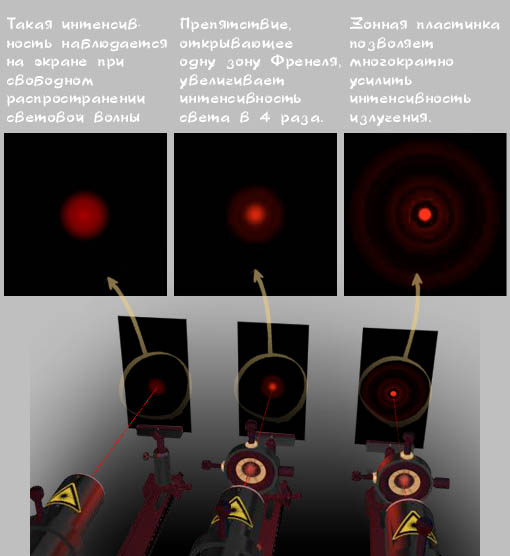 Такая интенсив-
ность наблюдается
на экране при
свободном
распространении
световой волны
Препятствие,
открывающее
одну зону Френеля,
увеличивает
интенсивность
света в 4 раза.
Зонная пластинка
позволяет
многократно
усилить
интенсивность
излучения.